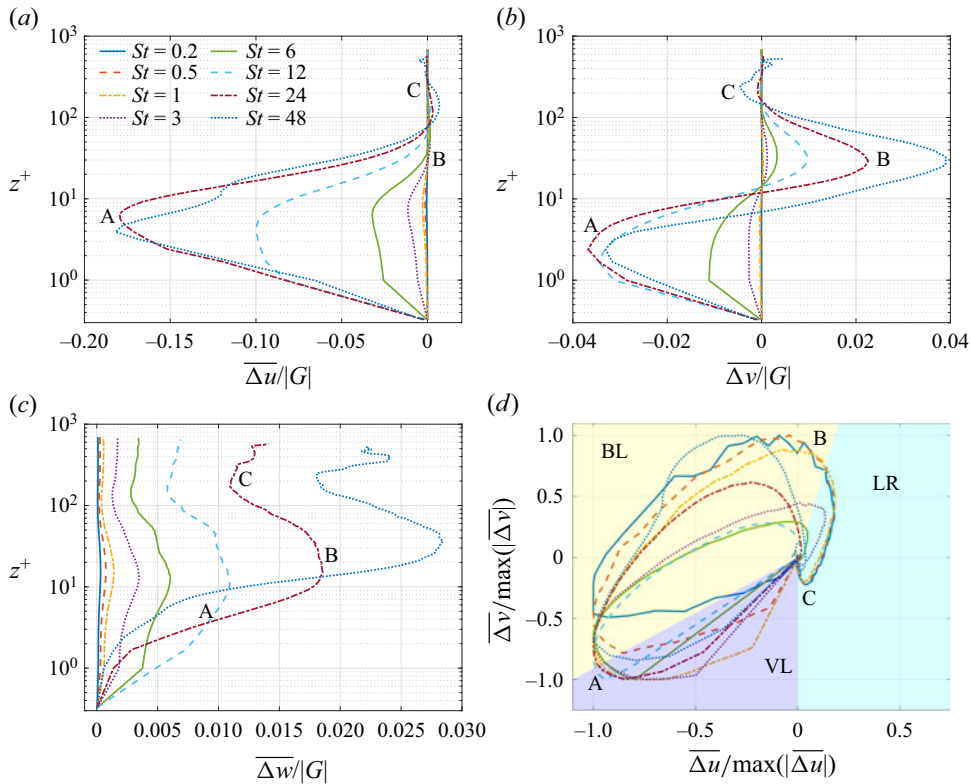 (a)
10³
10²
10¹
10⁰
z⁺
St = 0.2
St = 0.5
St = 1
St = 3
St = 6
St = 12
St = 24
St = 48
C
B
A
−0.20 −0.15 −0.10 −0.05 0
Δu/|G|
(b)
10³
10²
10¹
10⁰
z⁺
C
B
A
−0.04 −0.02 0 0.02 0.04
Δv/|G|
(c)
10³
10²
10¹
10⁰
z⁺
C
B
A
0 0.005 0.010 0.015 0.020 0.025 0.030
Δw/|G|
(d)
1.0
0.5
0
−0.5
−1.0
Δv/max(|Δv|)
BL
B
LR
C
VL
A
−1.0 −0.5 0 0.5
Δu/max(|Δu|)